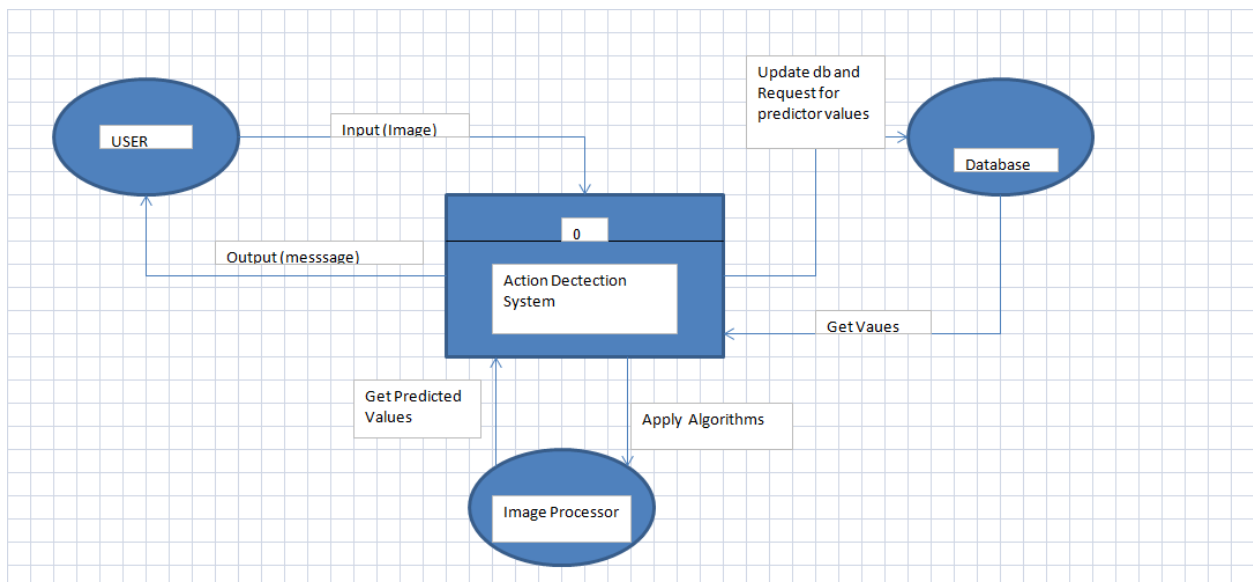 Update db and
Request for
predictor values
Input (Image)
USER
Database
0
Output (messsage)
Action Dectection
System
Get Vaues
Get Predicted
Values
Apply Algorithms
Image Processor